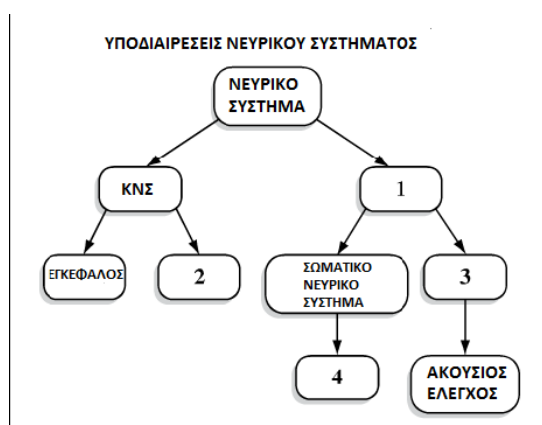 ΥΠΟΔΙΑΙΡΕΣΕΙΣ ΝΕΥΡΙΚΟΥ ΣΥΣΤΗΜΑΤΟΣ
ΝΕΥΡΙΚΟ
ΣΥΣΤΗΜΑ
ΚΝΣ
1
ΕΓΚΕΦΑΛΟΣ
2
ΣΩΜΑΤΙΚΟ
ΝΕΥΡΙΚΟ
ΣΥΣΤΗΜΑ
3
4
ΑΚΟΥΣΙΟΣ
ΕΛΕΓΧΟΣ